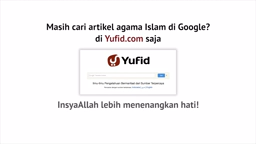 Masih cari artikel agama Islam di Google?
di Yufid.com saja
Yufid
InsyaAllah lebih menenangkan hati!